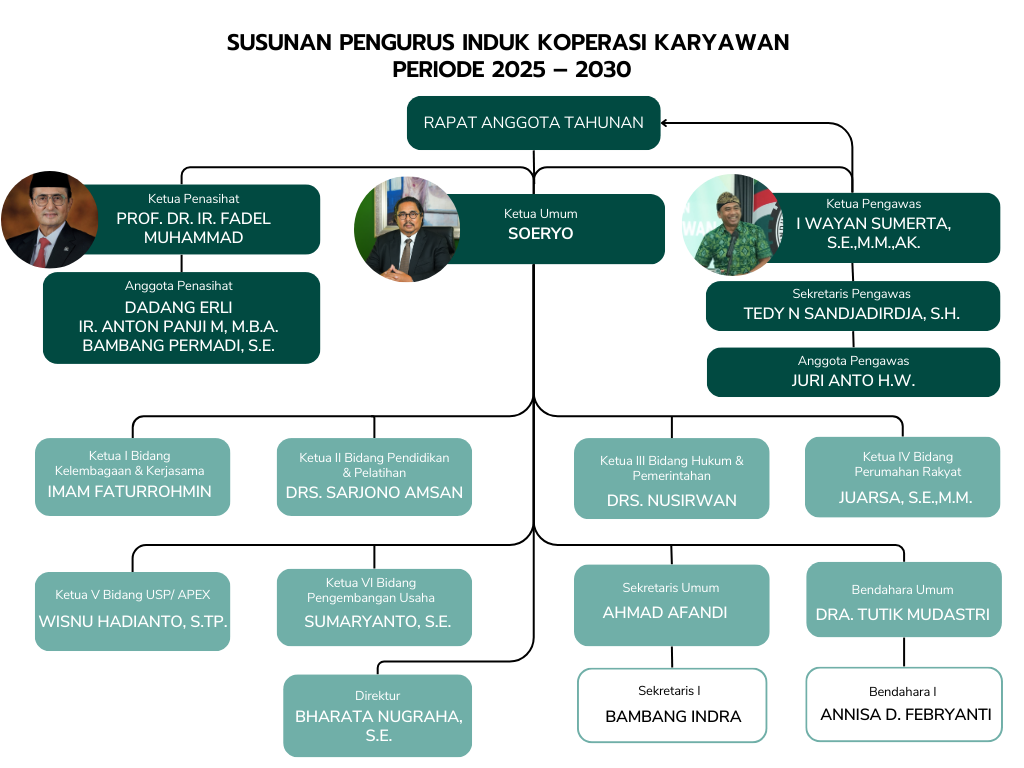 SUSUNAN PENGURUS INDUK KOPERASI KARYAWAN
PERIODE 2025 – 2030
RAPAT ANGGOTA TAHUNAN
Ketua Penasihat
PROF. DR. IR. FADEL
MUHAMMAD
Ketua Umum
SOERYO
Ketua Pengawas
I WAYAN SUMERTA,
S.E.,M.M.,AK.
Anggota Penasihat
DADANG ERLI
IR. ANTON PANJI M, M.B.A.
BAMBANG PERMADI, S.E.
Sekretaris Pengawas
TEDY N SANDJADIRDJA, S.H.
Anggota Pengawas
JURI ANTO H.W.
Ketua I Bidang
Kelembagaan & Kerjasama
IMAM FATURROHMIN
Ketua II Bidang Pendidikan
& Pelatihan
DRS. SARJONO AMSAN
Ketua III Bidang Hukum &
Pemerintahan
DRS. NUSIRWAN
Ketua IV Bidang
Perumahan Rakyat
JUARSA, S.E.,M.M.
Ketua V Bidang USP/ APEX
WISNU HADIANTO, S.TP.
Ketua VI Bidang
Pengembangan Usaha
SUMARYANTO, S.E.
Sekretaris Umum
AHMAD AFANDI
Bendahara Umum
DRA. TUTIK MUDASTRI
Direktur
BHARATA NUGRAHA,
S.E.
Sekretaris I
BAMBANG INDRA
Bendahara I
ANNISA D. FEBRYANTI